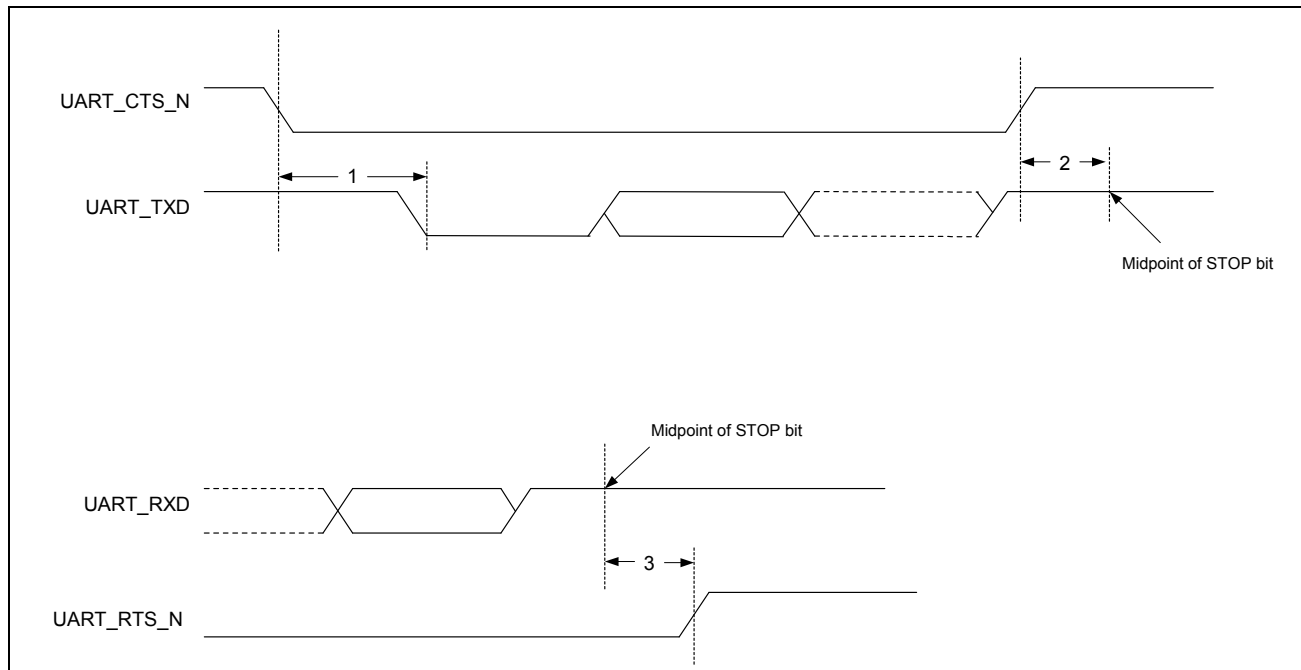 UART_CTS_N
1
2
UART_TXD
Midpoint of STOP bit
Midpoint of STOP bit
UART_RXD
3
UART_RTS_N